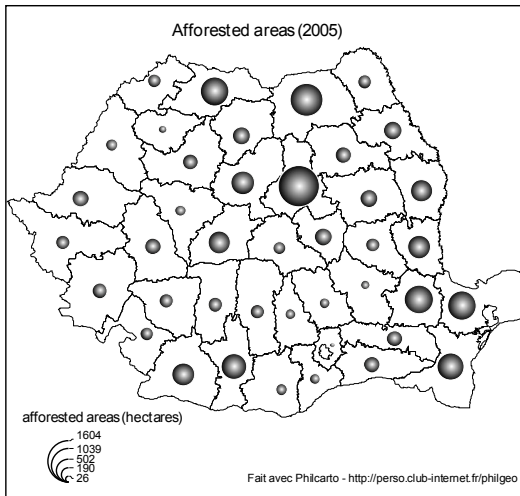 Afforested areas (2005)
afforested areas (hectares)
1604
1039
502
190
26
Fait avec Philcarto - http://perso.club-internet.fr/philgeo